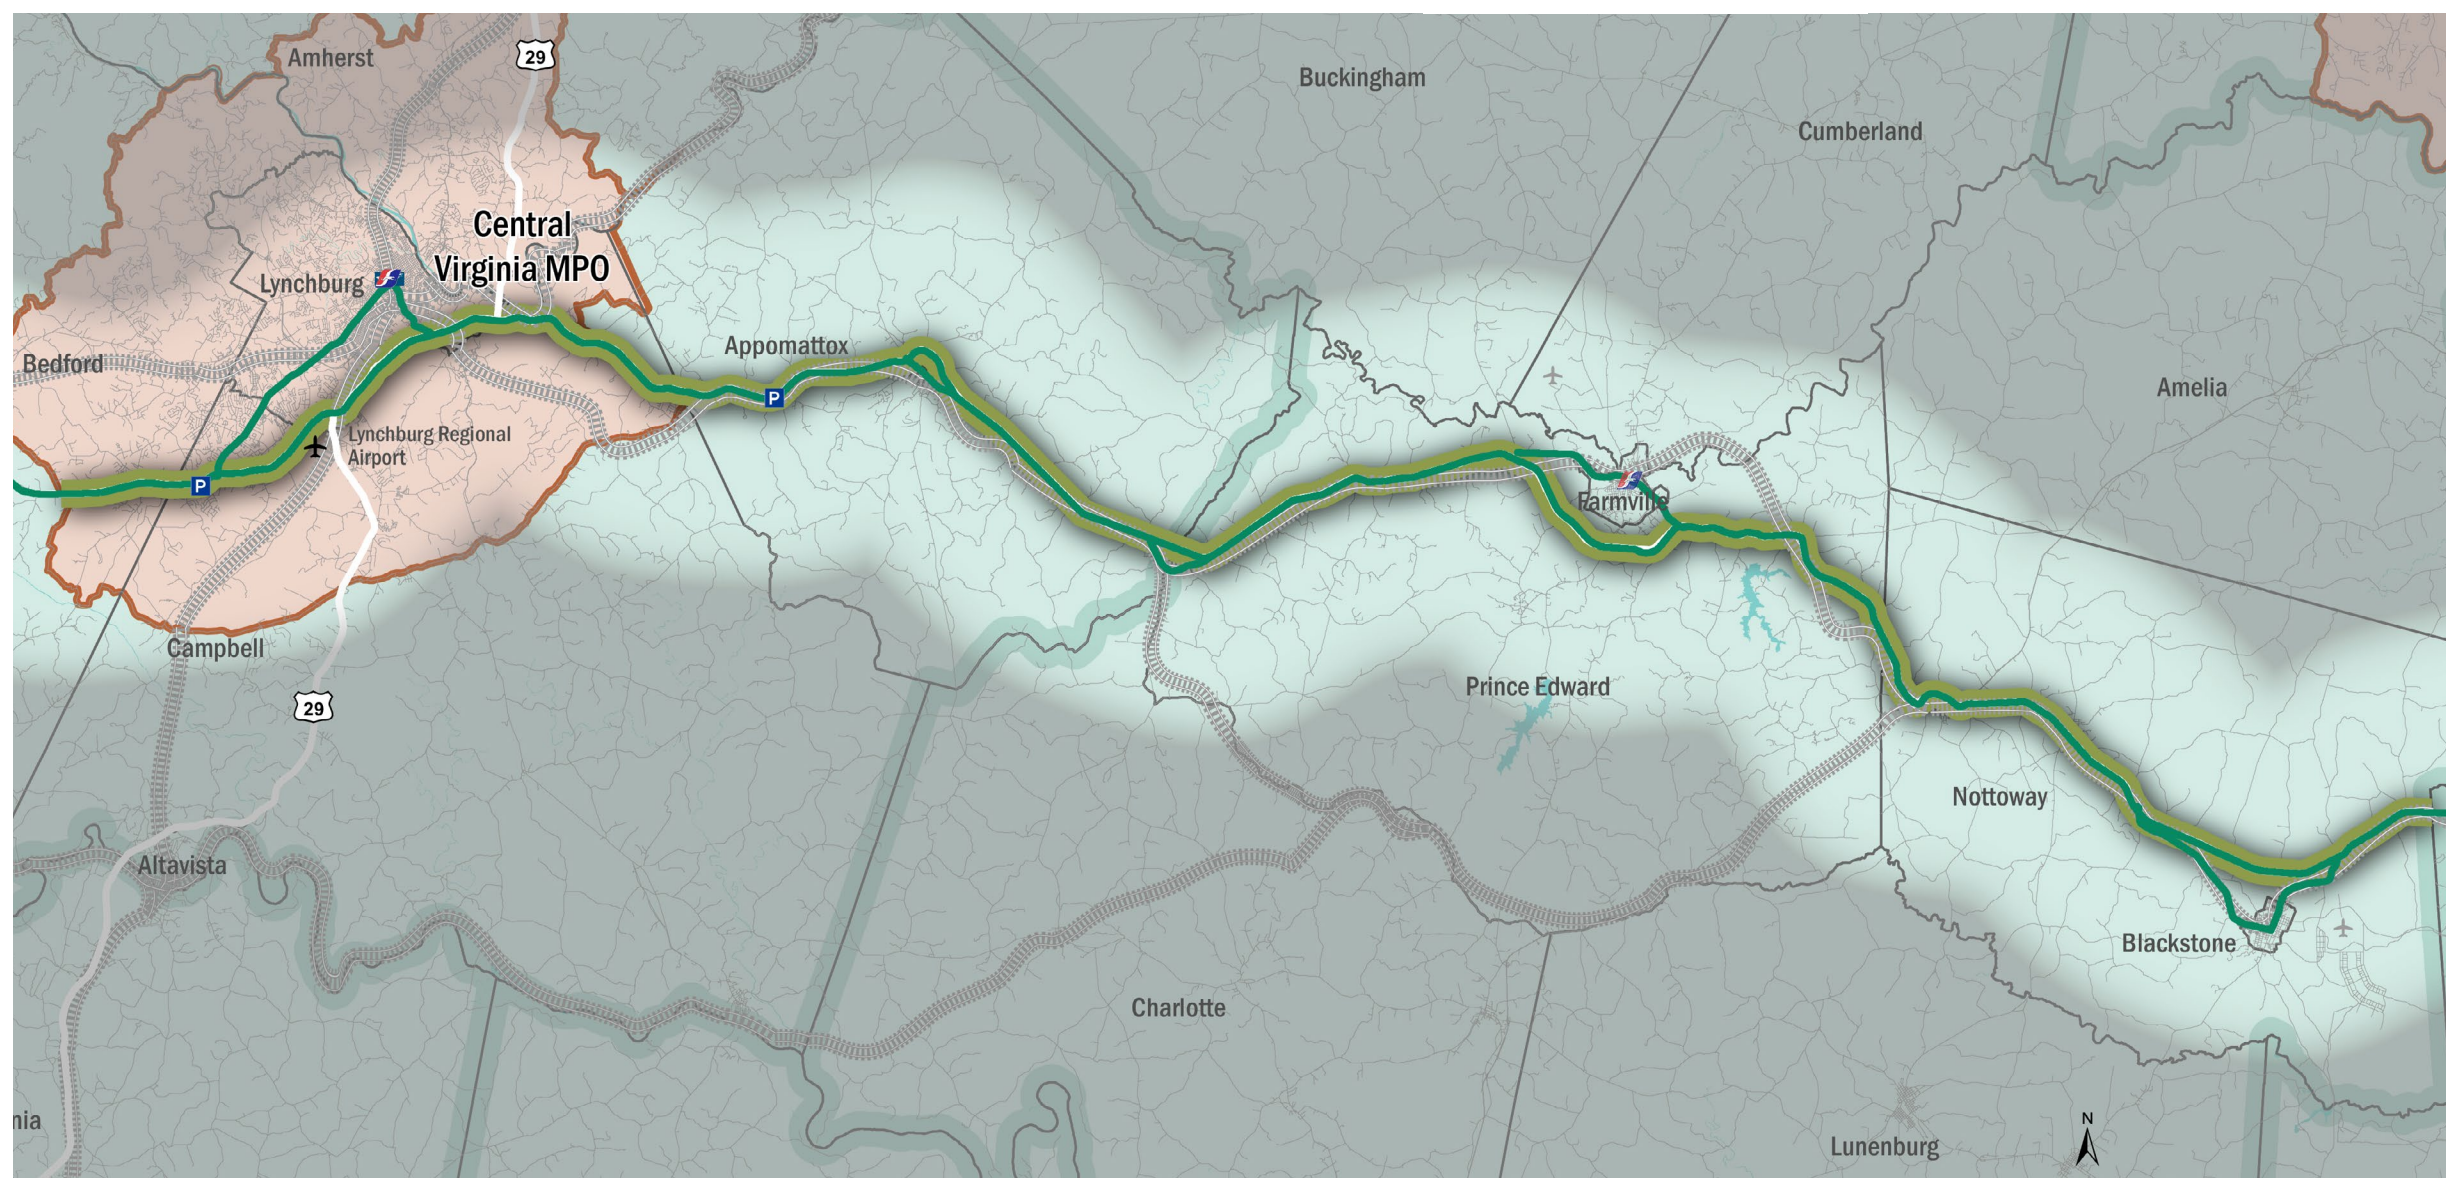 Amherst
29
Buckingham
Cumberland
Central
Virginia MPO
Lynchburg
Appomattox
Bedford
Amelia
P
Lynchburg Regional
Airport
P
Farmville
Campbell
Prince Edward
29
Nottoway
Altavista
Blackstone
Charlotte
nia
N
Lunenburg